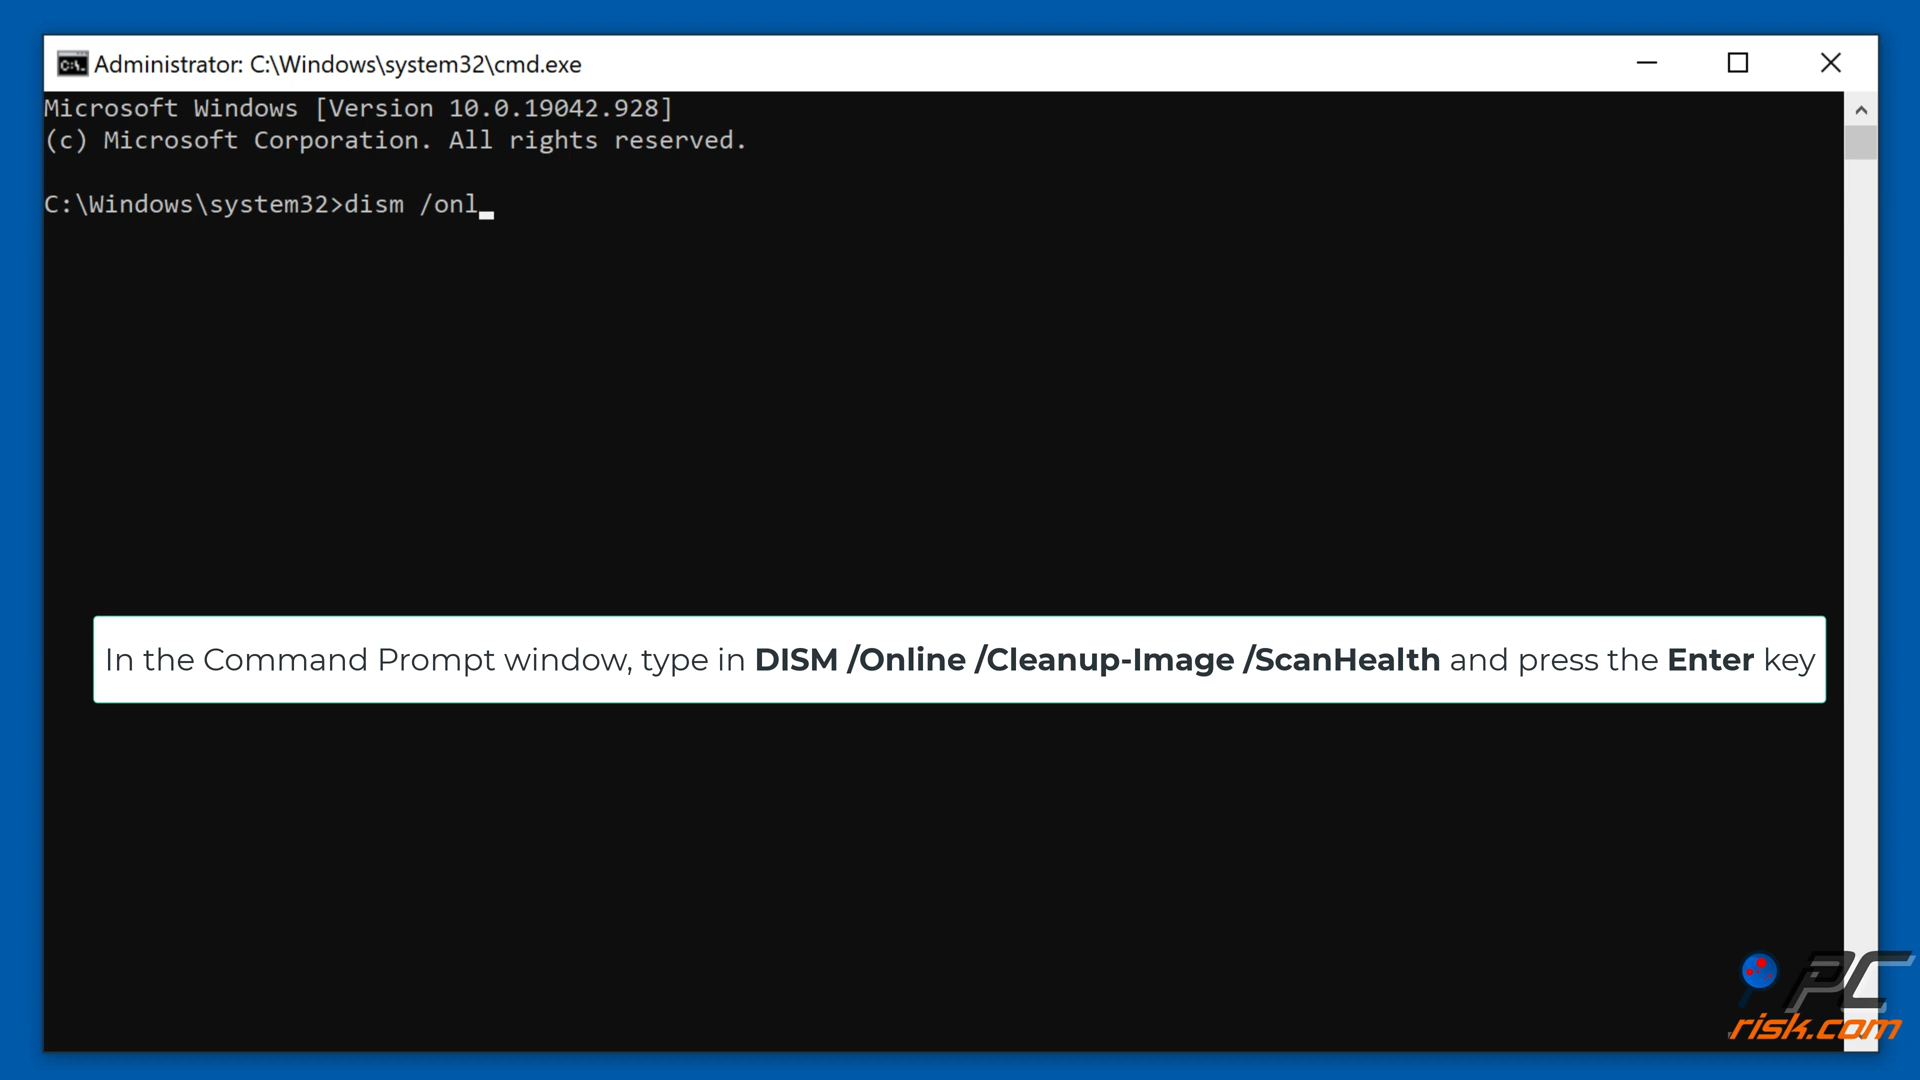 Administrator: C:\Windows\system32\cmd.exe
Microsoft Windows [Version 10.0.19042.928]
(c) Microsoft Corporation. All rights reserved.
C:\Windows\system32>dism /onl_
In the Command Prompt window, type in DISM /Online /Cleanup-Image /ScanHealth and press the Enter key
PC
risk.com